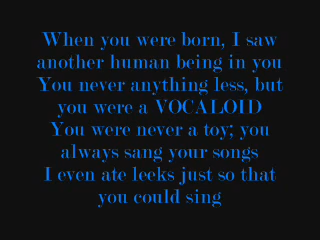 When you were born, I saw
another human being in you
You never anything less, but
you were a VOCALOID
You were never a toy; you
always sang your songs
I even ate leeks just so that
you could sing